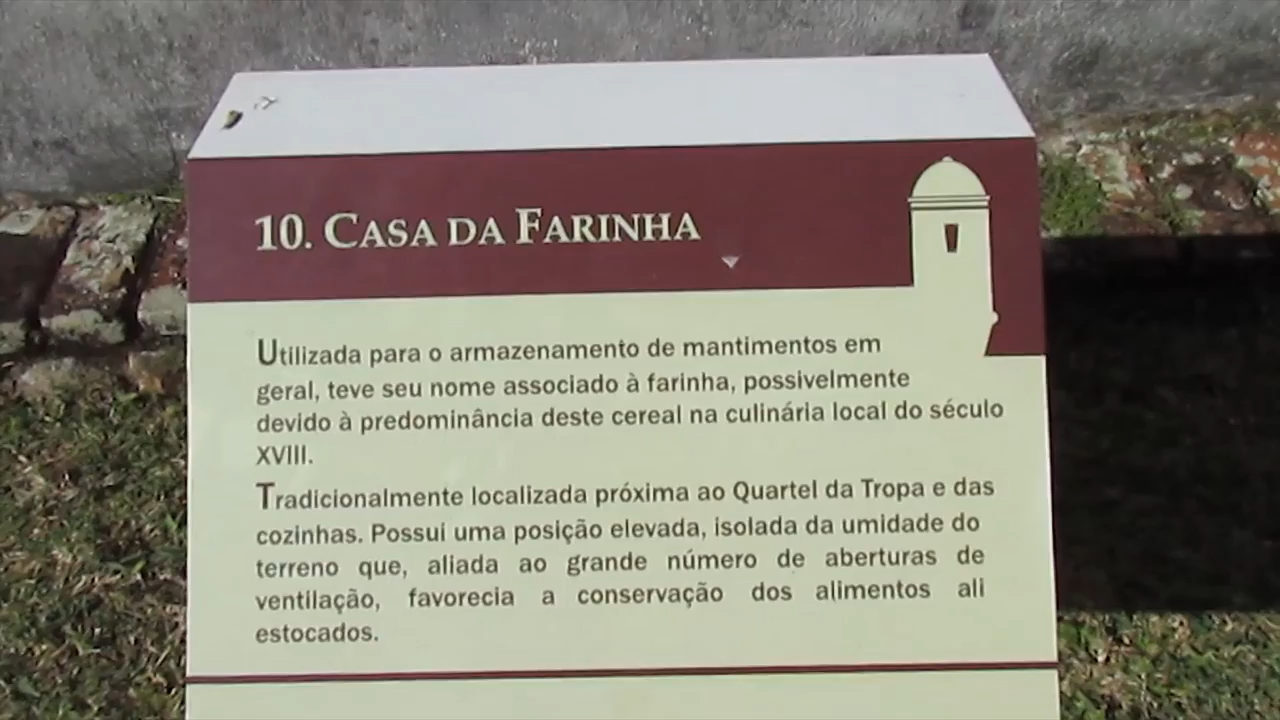 10. CASA DA FARINHA
Utilizada para o armazenamento de mantimentos em
geral, teve seu nome associado à farinha, possivelmente
devido à predominância deste cereal na culinária local do século
XVIII.
Tradicionalmente localizada próxima ao Quartel da Tropa e das
cozinhas. Possui uma posição elevada, isolada da umidade do
terreno que, aliada ao grande número de aberturas de
ventilação, favorecia a conservação dos alimentos ali
estocados.